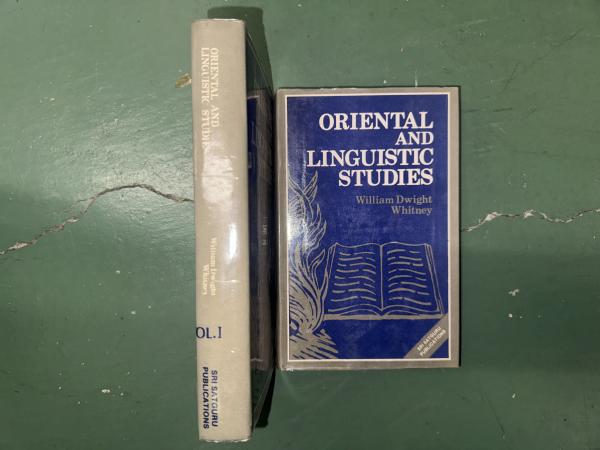 ORIENTAL AND
LINGUISTIC STUDIES
William Dwight
Whitney
VOL.I
SRI SATGURU
PUBLICATIONS
ORIENTAL
AND
LINGUISTIC
STUDIES
William Dwight
Whitney
SRI SATGURU
PUBLICATIONS